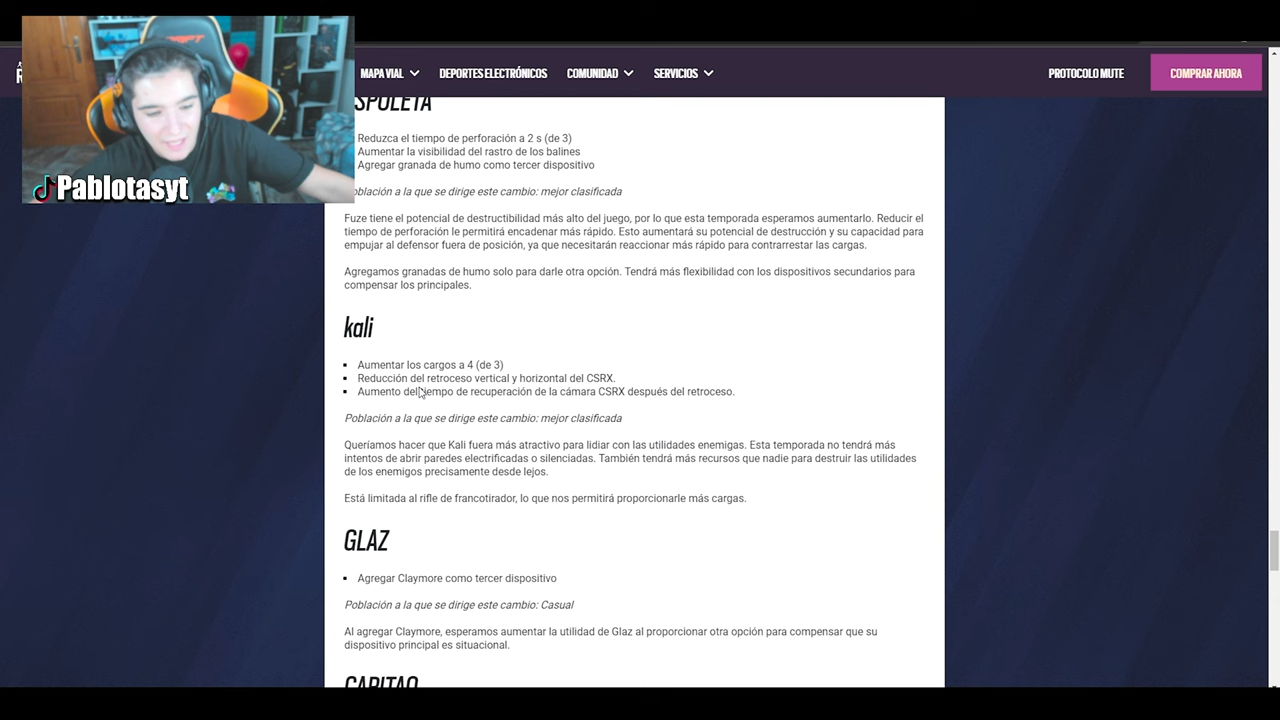 MAPA VIAL
DEPORTES ELECTRÓNICOS
COMUNIDAD
SERVICIOS
PROTOCOLO MUTE
COMPRAR AHORA
Pablotasyt
Reduzca el tiempo de perforación a 2 s (de 3)
Aumentar la visibilidad del rastro de los balines
Agregar granada de humo como tercer dispositivo
oblación a la que se dirige este cambio: mejor clasificada
Fuze tiene el potencial de destructibilidad más alto del juego, por lo que esta temporada esperamos aumentarlo. Reducir el
tiempo de perforación le permitirá encadenar más rápido. Esto aumentará su potencial de destrucción y su capacidad para
empujar al defensor fuera de posición, ya que necesitarán reaccionar más rápido para contrarrestar las cargas.
Agregamos granadas de humo solo para darle otra opción. Tendrá más flexibilidad con los dispositivos secundarios para
compensar los principales.
kali
Aumentar los cargos a 4 (de 3)
Reducción del retroceso vertical y horizontal del CSRX.
Aumento del tiempo de recuperación de la cámara CSRX después del retroceso.
Población a la que se dirige este cambio: mejor clasificada
Queríamos hacer que Kali fuera más atractivo para lidiar con las utilidades enemigas. Esta temporada no tendrá más
intentos de abrir paredes electrificadas o silenciadas. También tendrá más recursos que nadie para destruir las utilidades
de los enemigos precisamente desde lejos.
Está limitada al rifle de francotirador, lo que nos permitirá proporcionarle más cargas.
GLAZ
Agregar Claymore como tercer dispositivo
Población a la que se dirige este cambio: Casual
Al agregar Claymore, esperamos aumentar la utilidad de Glaz al proporcionar otra opción para compensar que su
dispositivo principal es situacional.
CAPITAO